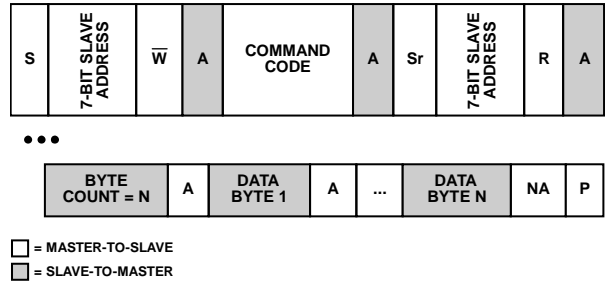 S 7-BIT SLAVE ADDRESS W̅ A COMMAND CODE A Sr 7-BIT SLAVE ADDRESS R A
•••
BYTE COUNT = N A DATA BYTE 1 A ... DATA BYTE N NA P
= MASTER-TO-SLAVE
= SLAVE-TO-MASTER